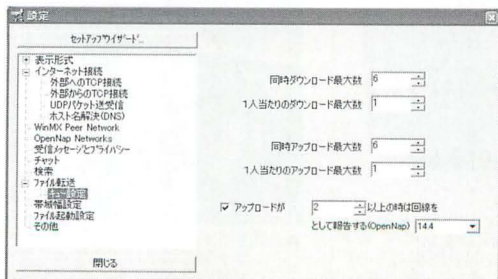 設定
セットアップウィザード...
表示形式
インターネット接続
外部へのTCP接続
外部からのTCP接続
UDPパケット送受信
ホスト名解決(DNS)
WinMX Peer Network
OpenNap Networks
受信メッセージとプライバシー
チャット
検索
ファイル転送
キュー設定
帯域幅設定
ファイル起動設定
その他
閉じる
同時ダウンロード最大数 6
1人当たりのダウンロード最大数 1
同時アップロード最大数 6
1人当たりのアップロード最大数 1
アップロードが 2 以上の時は回線を
として報告する(OpenNap) 14.4